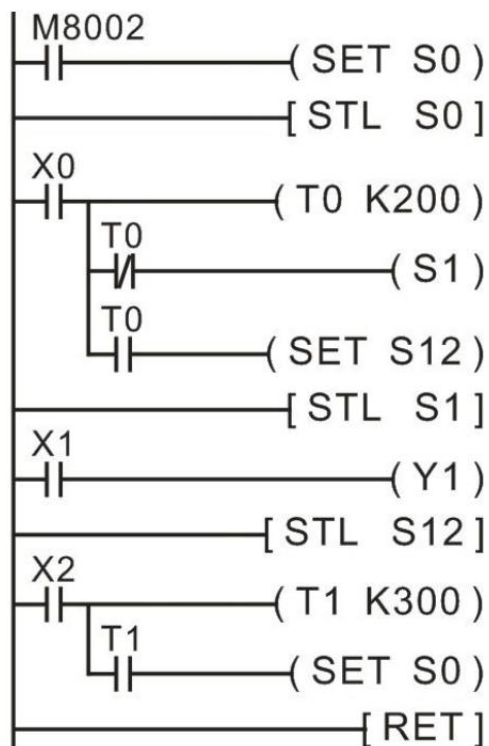 M8002
( SET S0 )
[ STL S0 ]
X0
( T0 K200 )
T0
( S1 )
T0
( SET S12 )
[ STL S1 ]
X1
( Y1 )
[ STL S12 ]
X2
( T1 K300 )
T1
( SET S0 )
[ RET ]